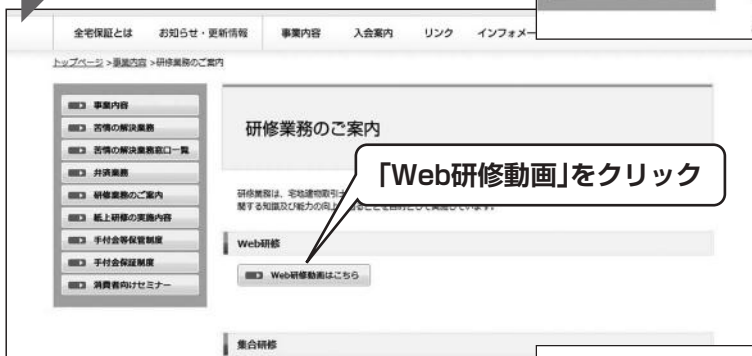 全宅保証とは お知らせ・更新情報 事業内容 入会案内 リンク インフォメー
トップページ >事業内容 >研修業務のご案内
事業内容
苦情の解決業務
苦情の解決業務窓口一覧
弁済業務
研修業務のご案内
紙上研修の実施内容
手付金等保管制度
手付金保証制度
消費者向けセミナー
研修業務のご案内
「Web研修動画」をクリック
研修業務は、宅地建物取引士
関する知識及び能力の向上
Web研修
Web研修動画はこちら
集合研修